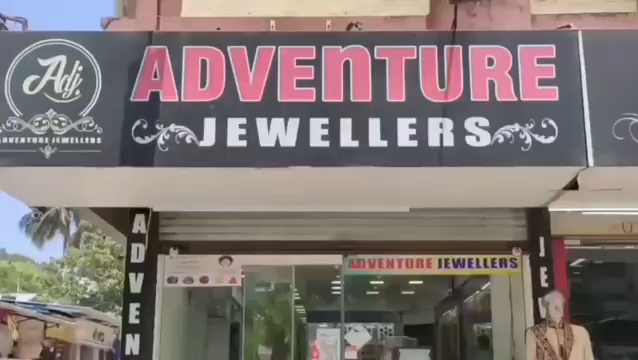 Adj
ADVENTURE JEWELLERS
ADVENTURE
JEWELLERS
ADVENTURE JEWELLERS
ADVEN
JEW